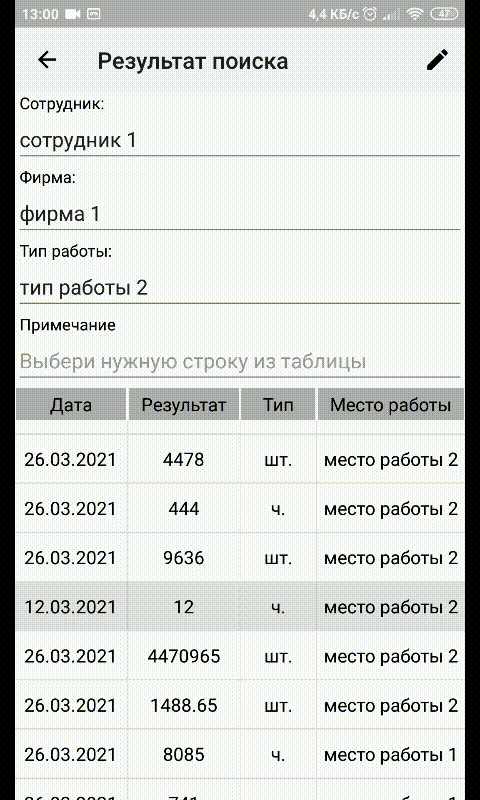 13:00 4,4 КБ/с 47
Результат поиска
Сотрудник:
сотрудник 1
Фирма:
фирма 1
Тип работы:
тип работы 2
Примечание
Выбери нужную строку из таблицы
Дата Результат Тип Место работы
26.03.2021 4478 шт. место работы 2
26.03.2021 444 ч. место работы 2
26.03.2021 9636 шт. место работы 2
12.03.2021 12 ч. место работы 2
26.03.2021 4470965 шт. место работы 2
26.03.2021 1488.65 шт. место работы 2
26.03.2021 8085 ч. место работы 1